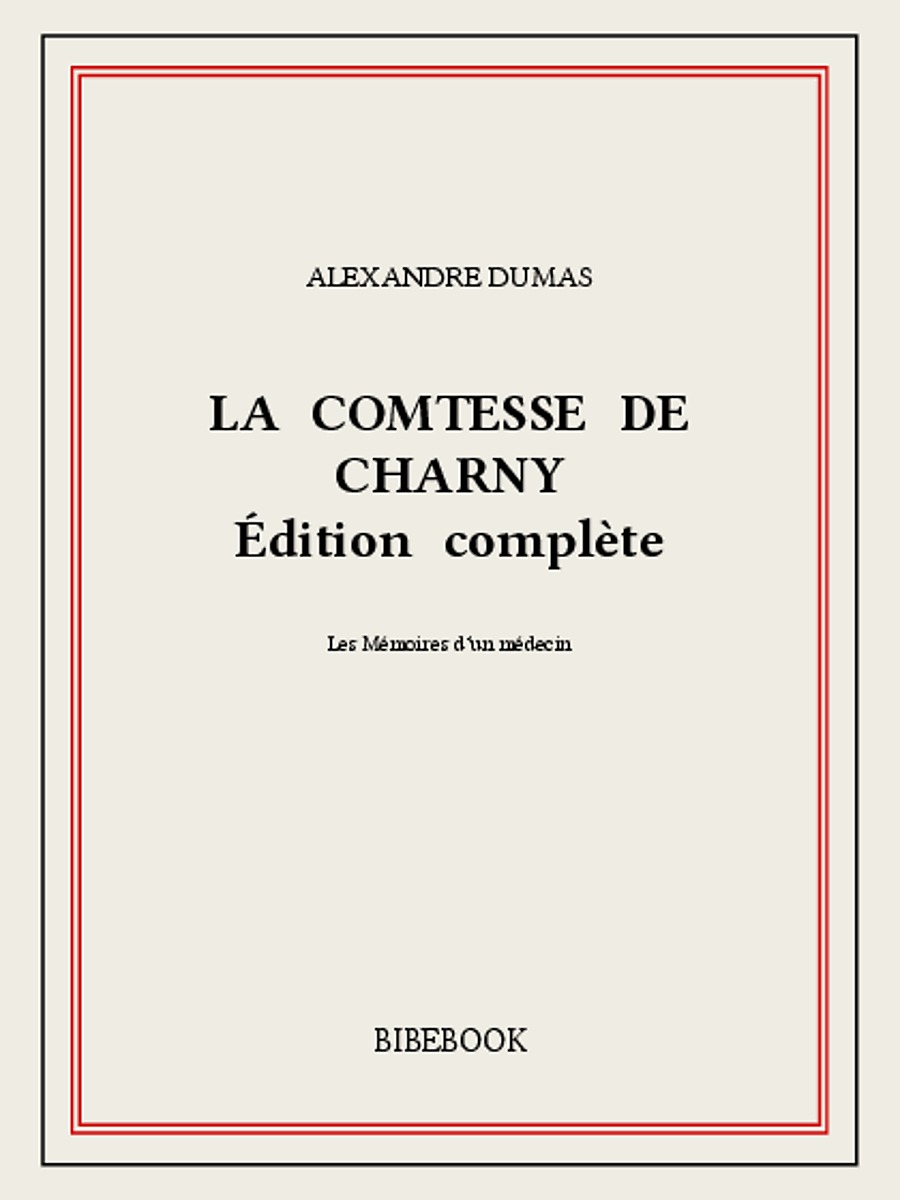 ALEXANDRE DUMAS
LA COMTESSE DE
CHARNY
Édition complète
Les Mémoires d'un médecin
BIBEBOOK